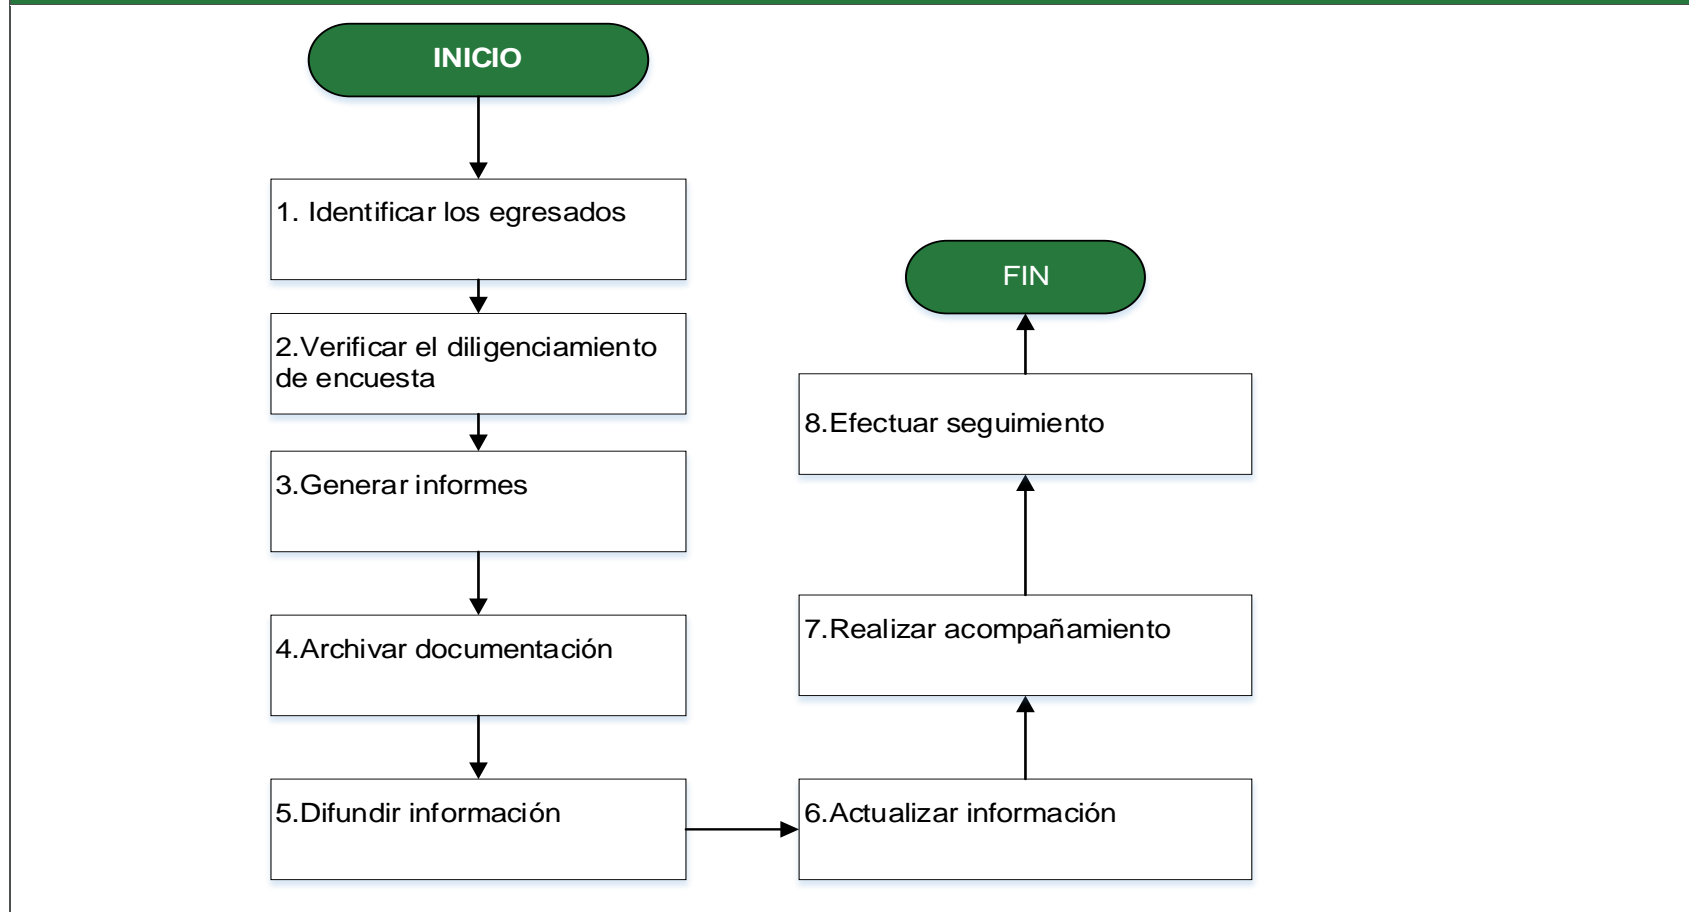 INICIO
1. Identificar los egresados
2.Verificar el diligenciamiento
de encuesta
3.Generar informes
4.Archivar documentación
5.Difundir información
6.Actualizar información
7.Realizar acompañamiento
8.Efectuar seguimiento
FIN